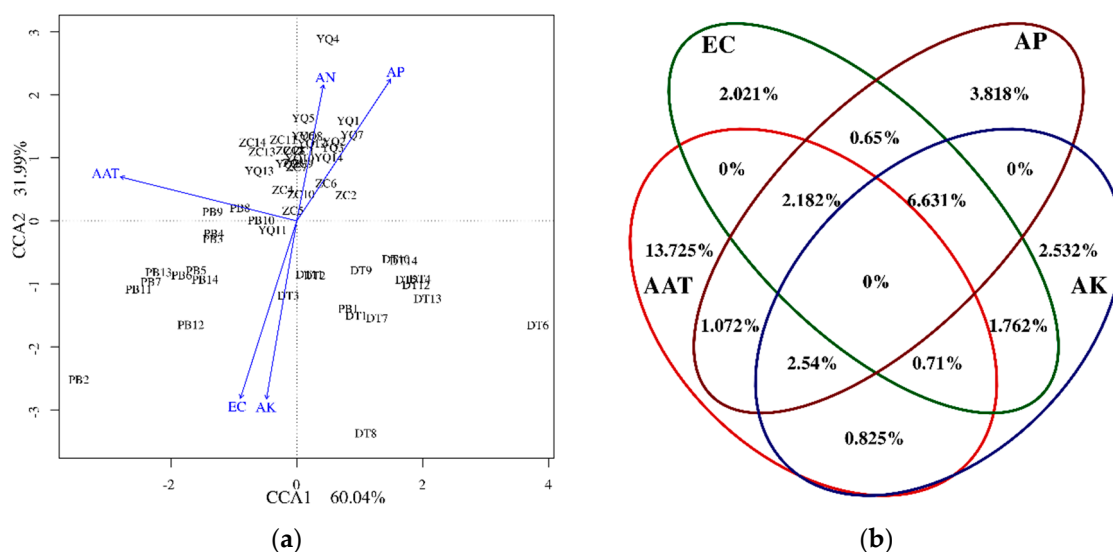 3
2
1
0
-1
-2
-3
CCA2 31.99%
-2
0
2
4
CCA1 60.04%
YQ4
AN
AP
YQ5
YQ1
YQ7
ZC14
ZC13
YQ14
YQ13
ZC6
ZC4
ZC10
ZC2
AAT
ZC5
PB8
PB9
PB10
YQ11
PB4
PB3
PB13
PB6
PB5
PB7
PB14
PB11
PB12
PB2
DT9
DT2
DT3
DT12
DT13
PB1
DT1
DT7
DT6
DT8
EC
AK
(a)
EC
AP
2.021%
3.818%
0.65%
0%
0%
2.182%
6.631%
13.725%
2.532%
AAT
0%
AK
1.072%
1.762%
2.54%
0.71%
0.825%
(b)